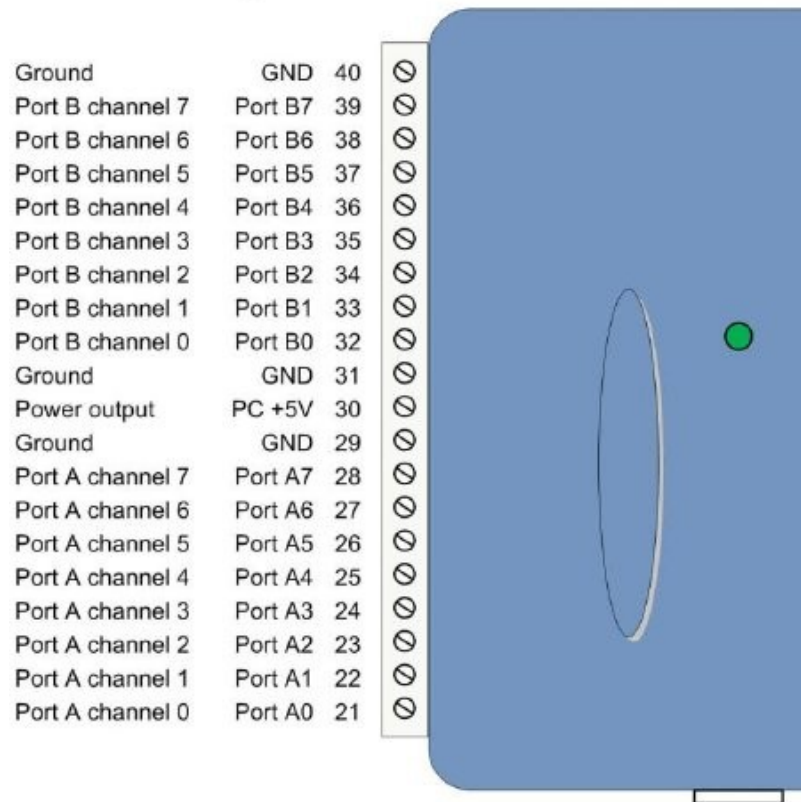 Ground GND 40
Port B channel 7 Port B7 39
Port B channel 6 Port B6 38
Port B channel 5 Port B5 37
Port B channel 4 Port B4 36
Port B channel 3 Port B3 35
Port B channel 2 Port B2 34
Port B channel 1 Port B1 33
Port B channel 0 Port B0 32
Ground GND 31
Power output PC +5V 30
Ground GND 29
Port A channel 7 Port A7 28
Port A channel 6 Port A6 27
Port A channel 5 Port A5 26
Port A channel 4 Port A4 25
Port A channel 3 Port A3 24
Port A channel 2 Port A2 23
Port A channel 1 Port A1 22
Port A channel 0 Port A0 21